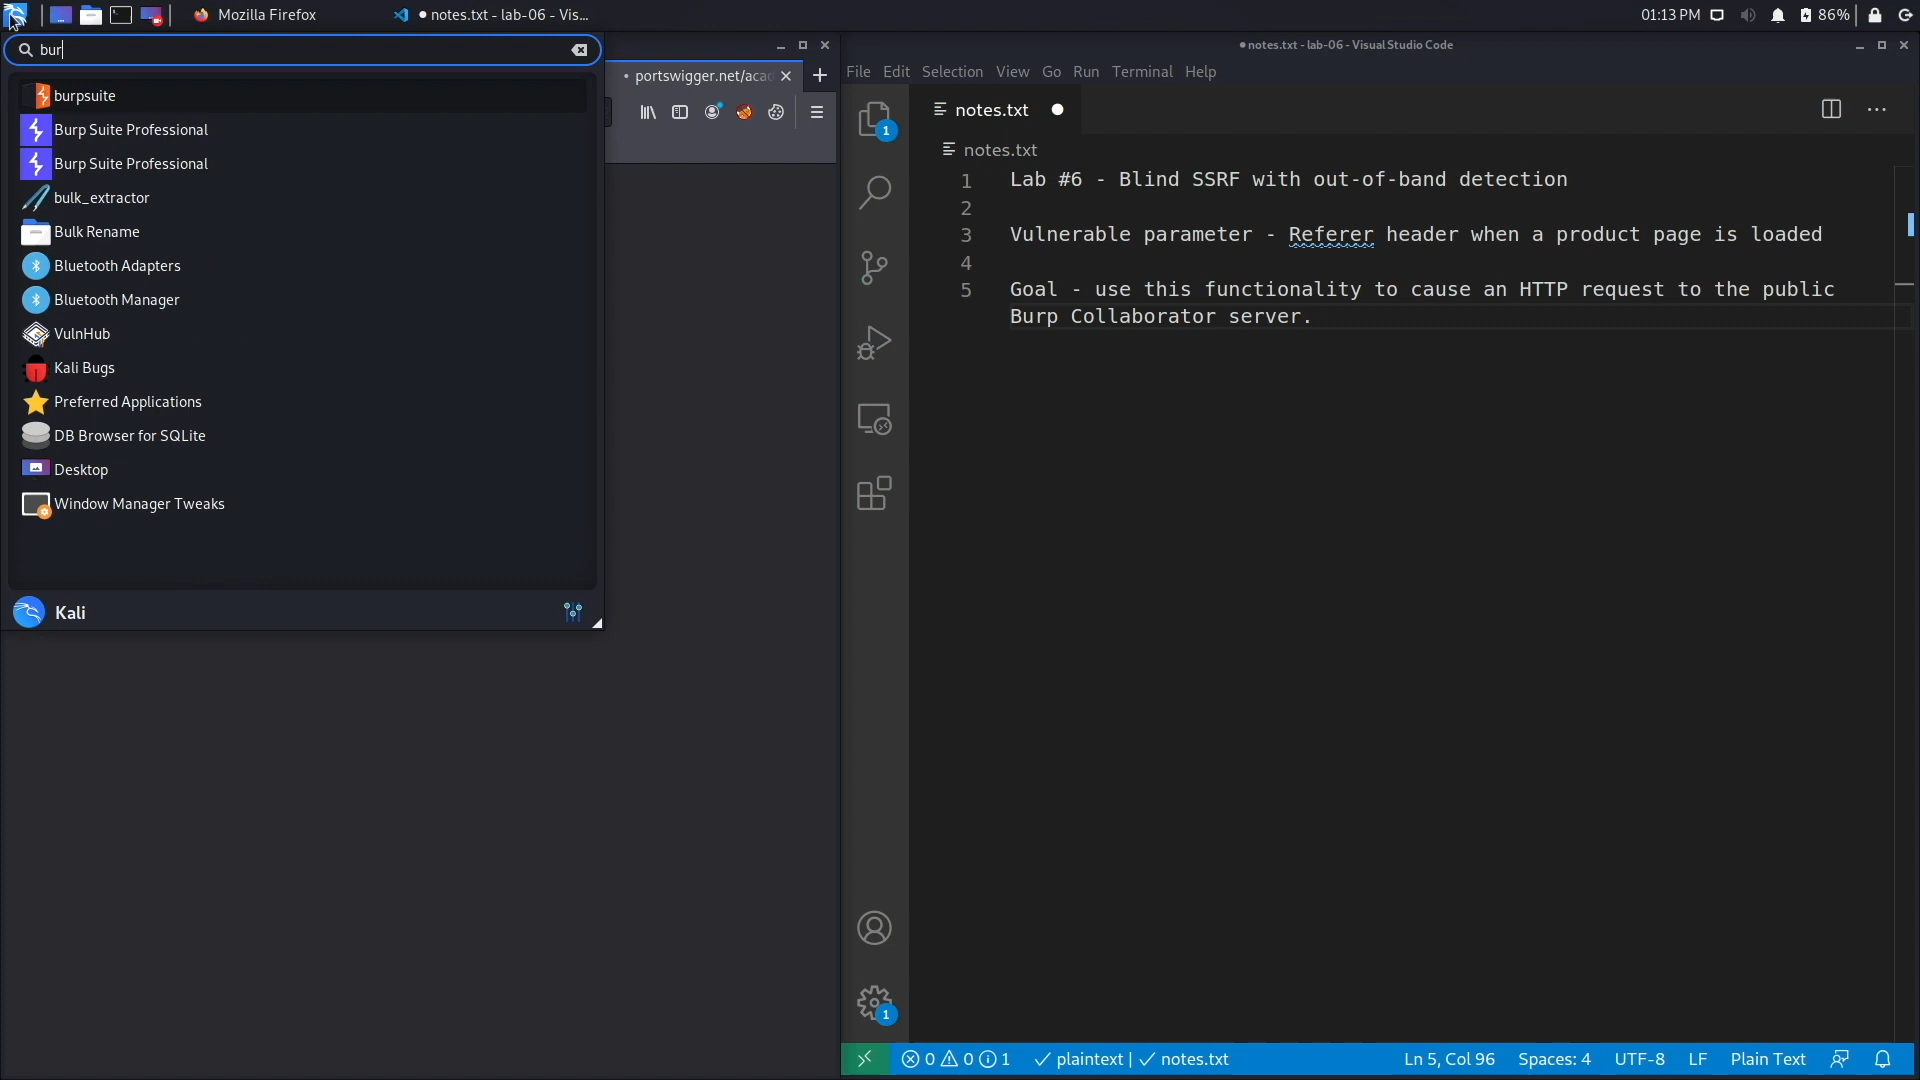 Mozilla Firefox
● notes.txt - lab-06 - Vis...
01:13 PM
86%
bur
burpsuite
Burp Suite Professional
Burp Suite Professional
bulk_extractor
Bulk Rename
Bluetooth Adapters
Bluetooth Manager
VulnHub
Kali Bugs
Preferred Applications
DB Browser for SQLite
Desktop
Window Manager Tweaks
Kali
• portswigger.net/acad
● notes.txt - lab-06 - Visual Studio Code
File Edit Selection View Go Run Terminal Help
notes.txt ●
1
notes.txt
1 Lab #6 - Blind SSRF with out-of-band detection
2
3 Vulnerable parameter - Referer header when a product page is loaded
4
5 Goal - use this functionality to cause an HTTP request to the public
Burp Collaborator server.
1
0 0 1 ✓ plaintext | ✓ notes.txt
Ln 5, Col 96 Spaces: 4 UTF-8 LF Plain Text